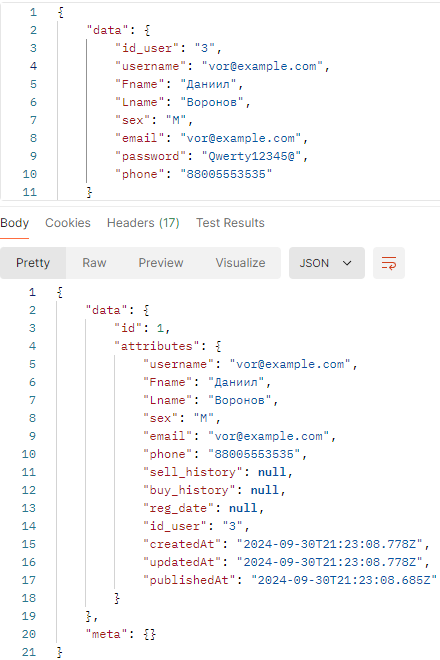 1 {
2 "data": {
3 "id_user": "3",
4 "username": "vor@example.com",
5 "Fname": "Даниил",
6 "Lname": "Воронов",
7 "sex": "M",
8 "email": "vor@example.com",
9 "password": "Qwerty12345@",
10 "phone": "88005553535"
11 }
Body Cookies Headers (17) Test Results
Pretty Raw Preview Visualize JSON
1 {
2 "data": {
3 "id": 1,
4 "attributes": {
5 "username": "vor@example.com",
6 "Fname": "Даниил",
7 "Lname": "Воронов",
8 "sex": "M",
9 "email": "vor@example.com",
10 "phone": "88005553535",
11 "sell_history": null,
12 "buy_history": null,
13 "reg_date": null,
14 "id_user": "3",
15 "createdAt": "2024-09-30T21:23:08.778Z",
16 "updatedAt": "2024-09-30T21:23:08.778Z",
17 "publishedAt": "2024-09-30T21:23:08.685Z"
18 }
19 },
20 "meta": {}
21 }